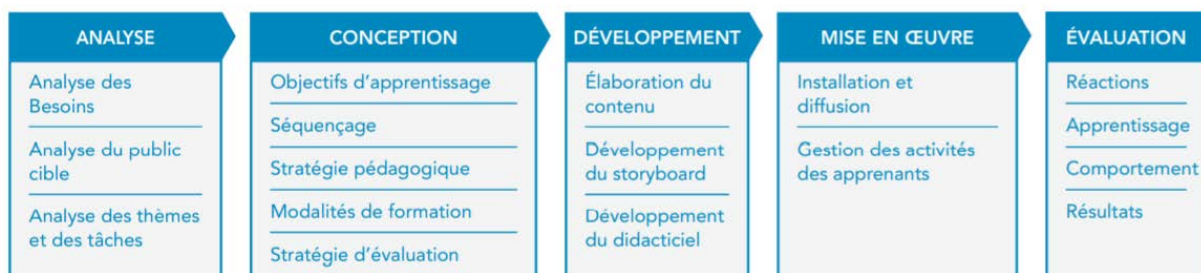 ANALYSE
Analyse des
Besoins
Analyse du public
cible
Analyse des thèmes
et des tâches
CONCEPTION
Objectifs d'apprentissage
Séquençage
Stratégie pédagogique
Modalités de formation
Stratégie d'évaluation
DÉVELOPPEMENT
Élaboration du
contenu
Développement
du storyboard
Développement
du didacticiel
MISE EN ŒUVRE
Installation et
diffusion
Gestion des activités
des apprenants
ÉVALUATION
Réactions
Apprentissage
Comportement
Résultats